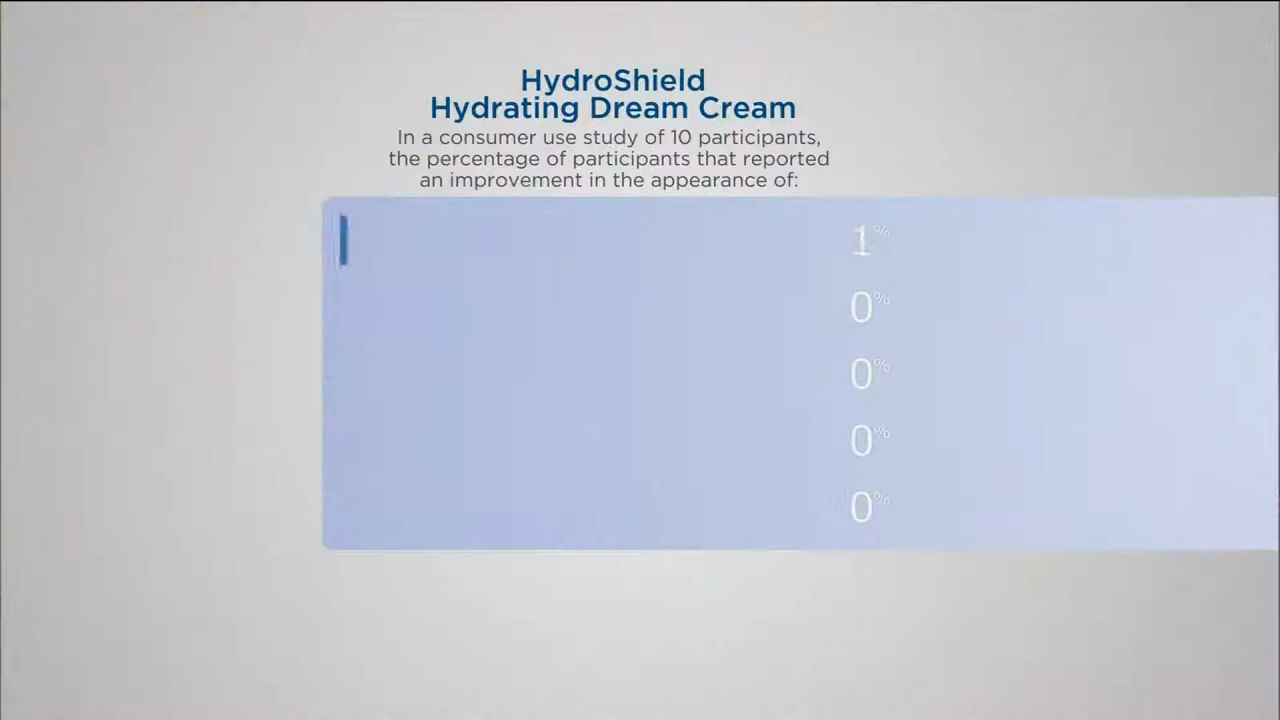 HydroShield
Hydrating Dream Cream
In a consumer use study of 10 participants,
the percentage of participants that reported
an improvement in the appearance of:
1%
0%
0%
0%
0%